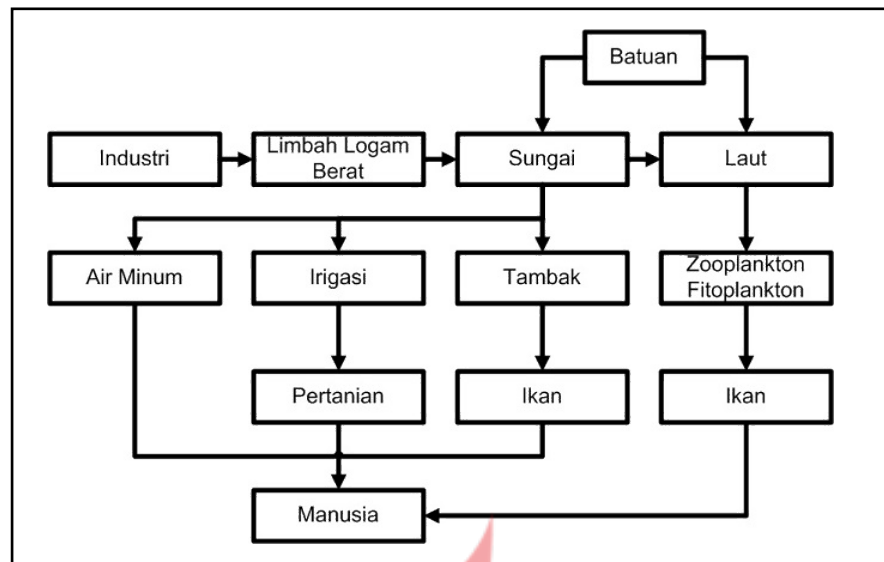 Batuan
Industri
Limbah Logam
Berat
Sungai
Laut
Air Minum
Irigasi
Tambak
Zooplankton
Fitoplankton
Pertanian
Ikan
Ikan
Manusia